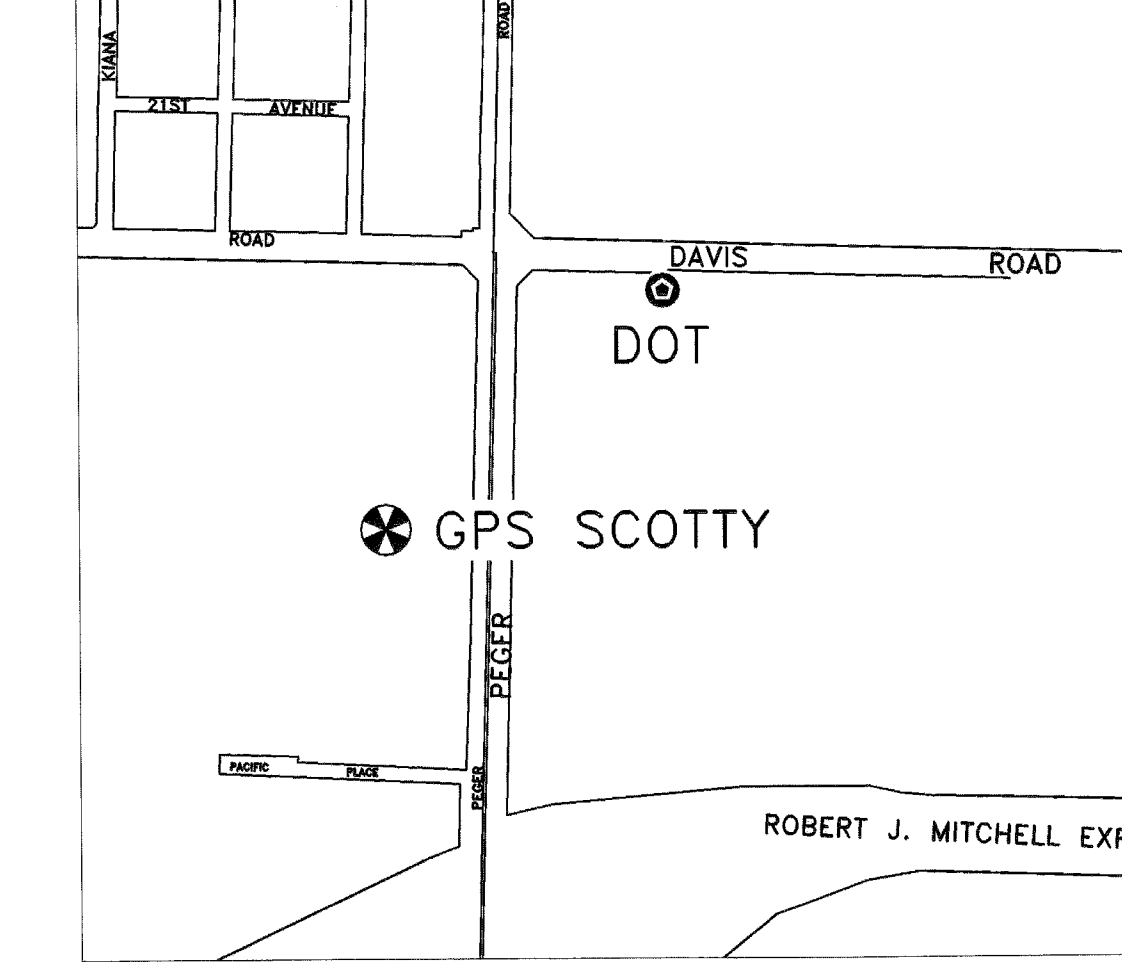 ROAD
KIANA
21ST AVENUE
ROAD
DAVIS ROAD
DOT
GPS SCOTTY
PEGER
PACIFIC PLACE
PEGER
ROBERT J. MITCHELL EXP